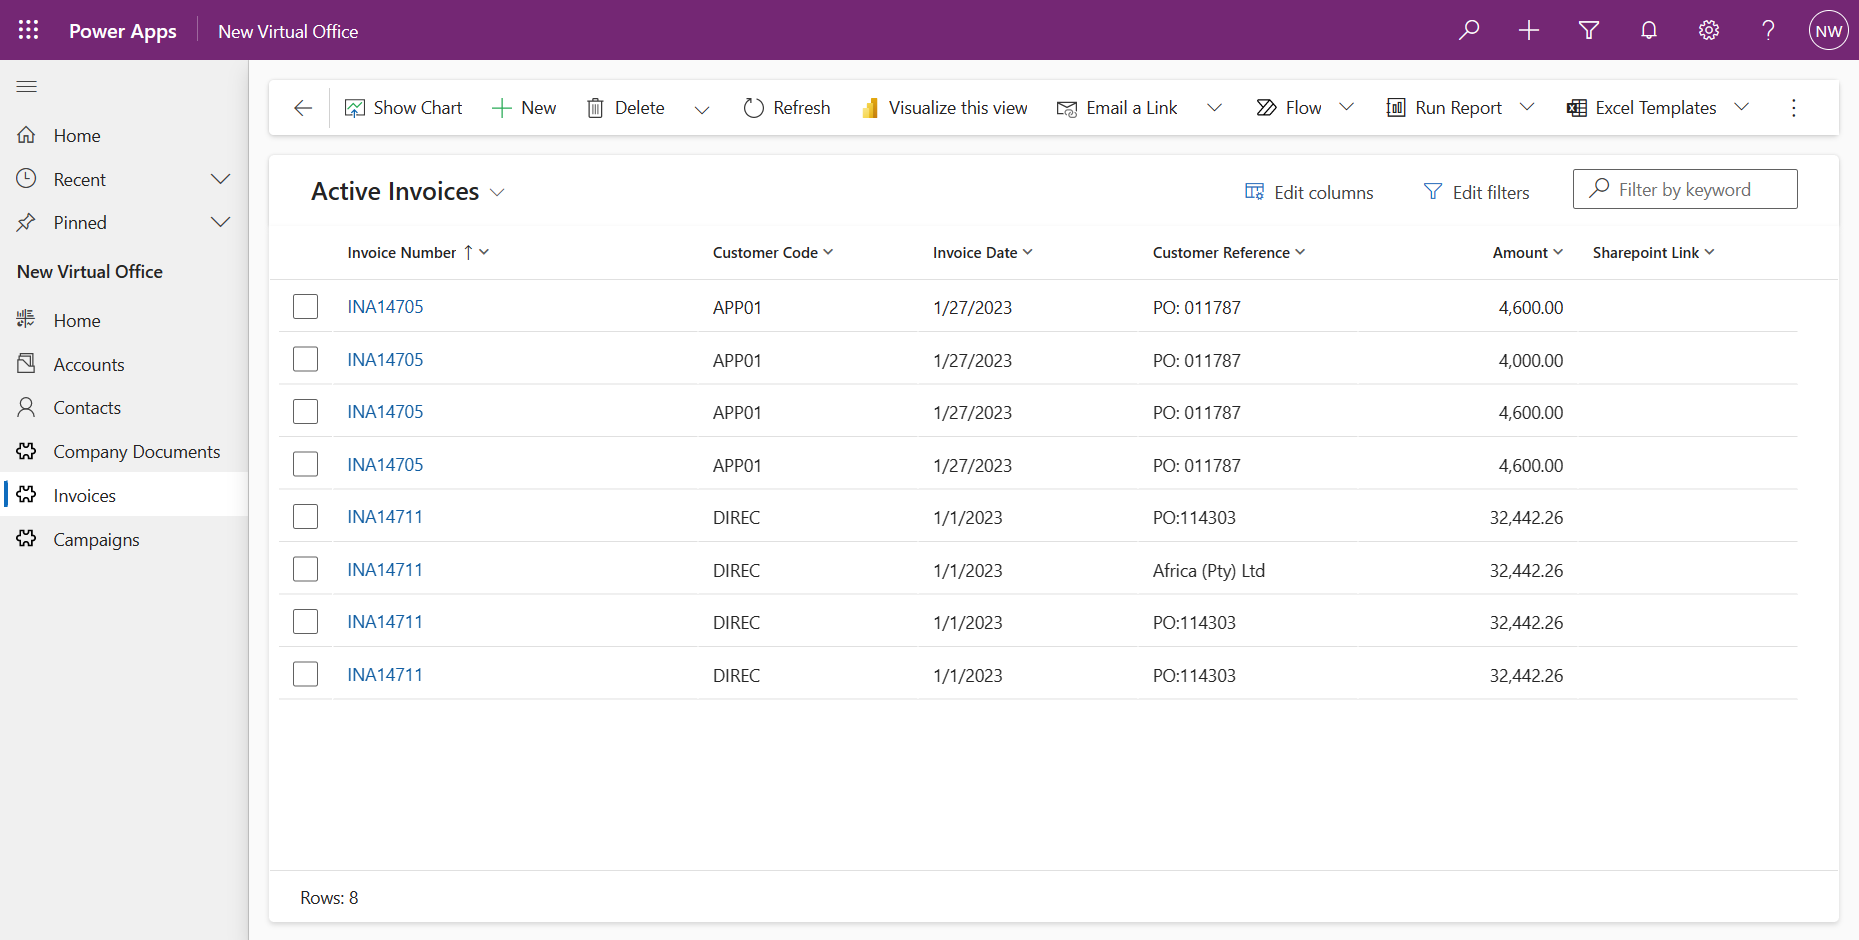 Power Apps New Virtual Office NW
Home
Recent
Pinned
New Virtual Office
Home
Accounts
Contacts
Company Documents
Invoices
Campaigns
Show Chart New Delete Refresh Visualize this view Email a Link Flow Run Report Excel Templates
Active Invoices Edit columns Edit filters Filter by keyword
Invoice Number Customer Code Invoice Date Customer Reference Amount Sharepoint Link
INA14705 APP01 1/27/2023 PO: 011787 4,600.00
INA14705 APP01 1/27/2023 PO: 011787 4,000.00
INA14705 APP01 1/27/2023 PO: 011787 4,600.00
INA14705 APP01 1/27/2023 PO: 011787 4,600.00
INA14711 DIREC 1/1/2023 PO:114303 32,442.26
INA14711 DIREC 1/1/2023 Africa (Pty) Ltd 32,442.26
INA14711 DIREC 1/1/2023 PO:114303 32,442.26
INA14711 DIREC 1/1/2023 PO:114303 32,442.26
Rows: 8